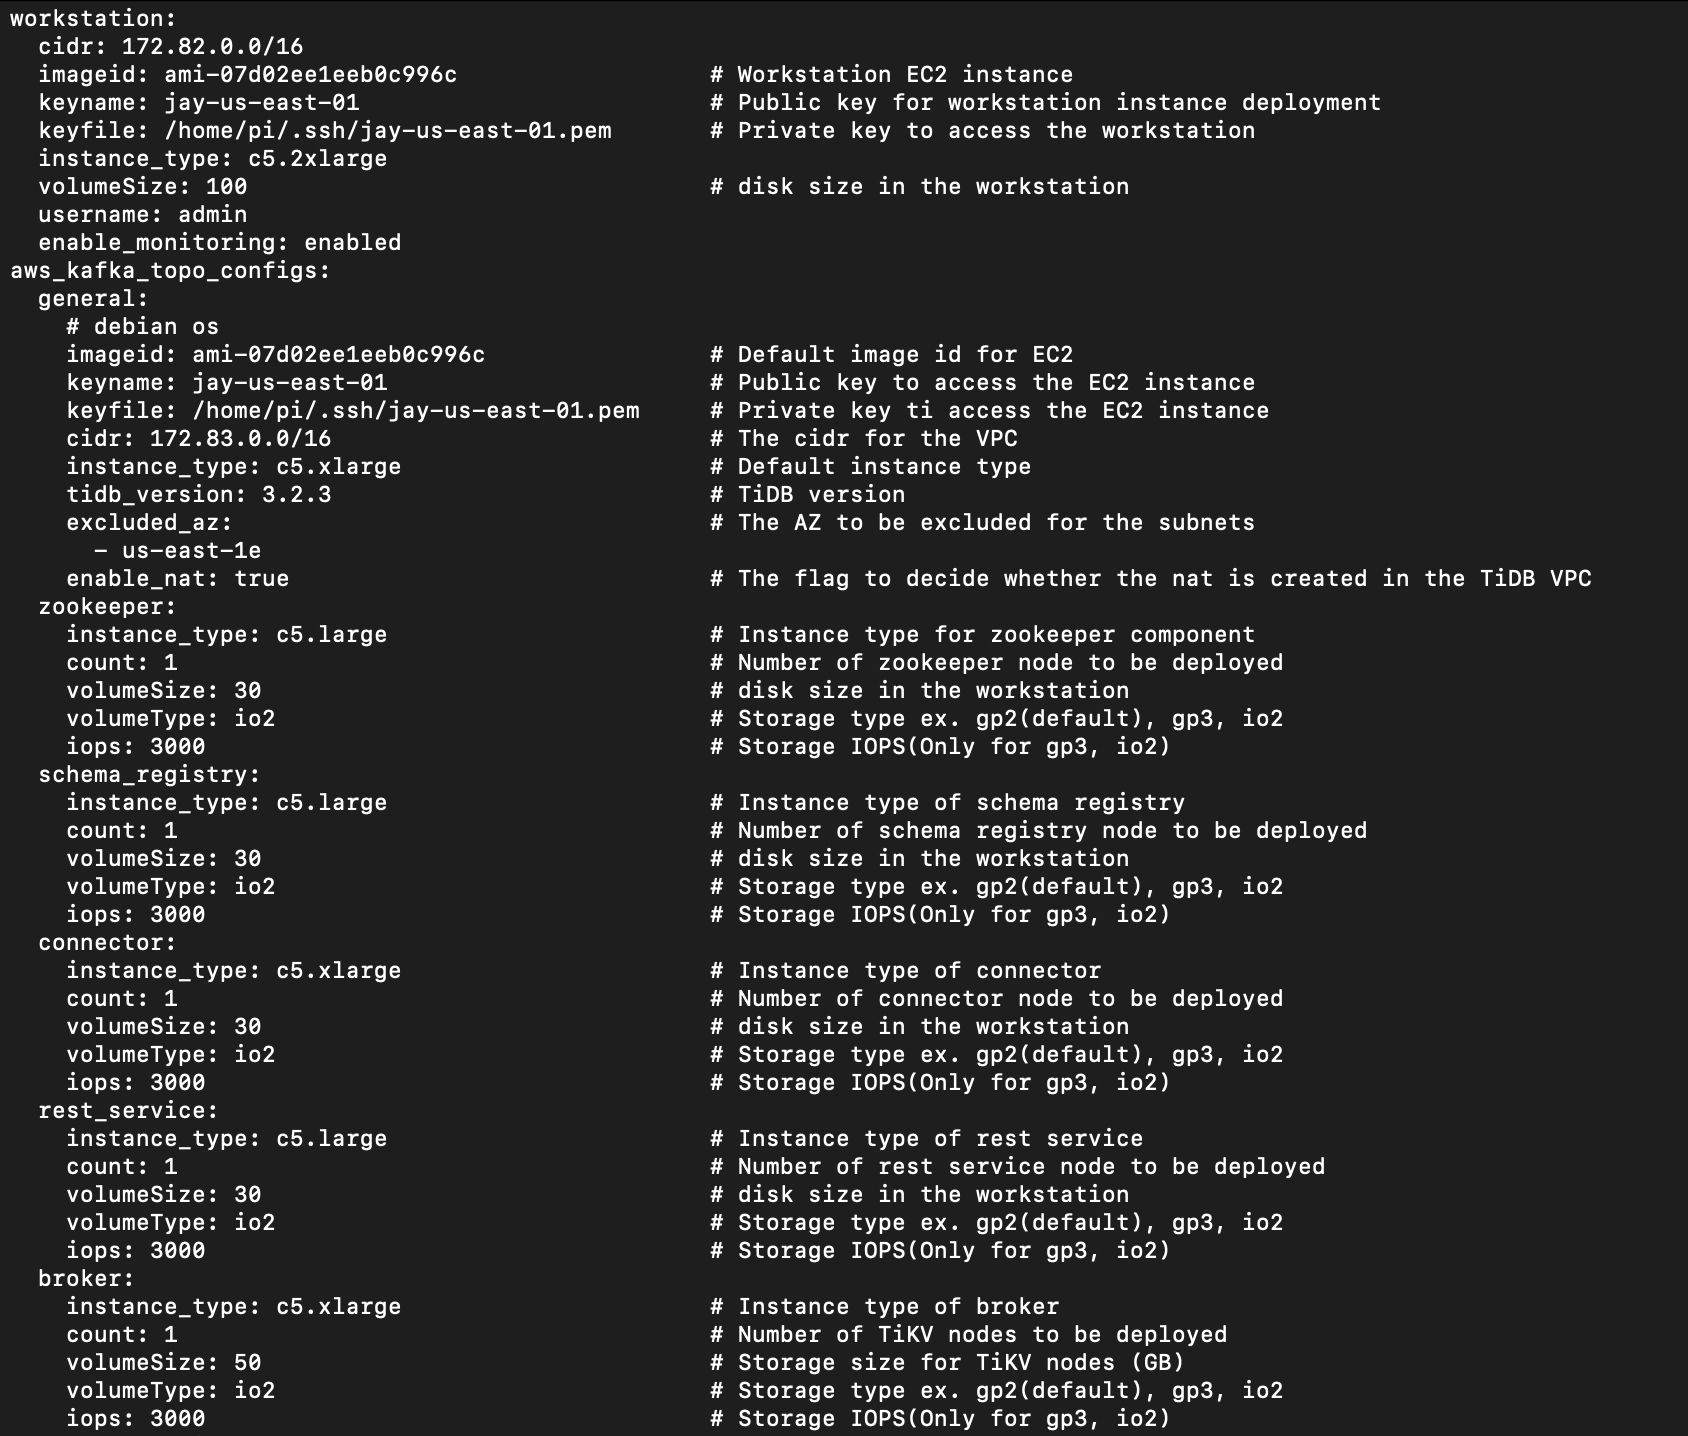 workstation:
  cidr: 172.82.0.0/16
  imageid: ami-07d02ee1eeb0c996c                  # Workstation EC2 instance
  keyname: jay-us-east-01                         # Public key for workstation instance deployment
  keyfile: /home/pi/.ssh/jay-us-east-01.pem       # Private key to access the workstation
  instance_type: c5.2xlarge
  volumeSize: 100                                 # disk size in the workstation
  username: admin
  enable_monitoring: enabled
aws_kafka_topo_configs:
  general:
    # debian os
    imageid: ami-07d02ee1eeb0c996c                # Default image id for EC2
    keyname: jay-us-east-01                       # Public key to access the EC2 instance
    keyfile: /home/pi/.ssh/jay-us-east-01.pem     # Private key ti access the EC2 instance
    cidr: 172.83.0.0/16                           # The cidr for the VPC
    instance_type: c5.xlarge                      # Default instance type
    tidb_version: 3.2.3                           # TiDB version
    excluded_az:                                  # The AZ to be excluded for the subnets
      - us-east-1e
    enable_nat: true                              # The flag to decide whether the nat is created in the TiDB VPC
  zookeeper:
    instance_type: c5.large                       # Instance type for zookeeper component
    count: 1                                      # Number of zookeeper node to be deployed
    volumeSize: 30                                # disk size in the workstation
    volumeType: io2                               # Storage type ex. gp2(default), gp3, io2
    iops: 3000                                    # Storage IOPS(Only for gp3, io2)
  schema_registry:
    instance_type: c5.large                       # Instance type of schema registry
    count: 1                                      # Number of schema registry node to be deployed
    volumeSize: 30                                # disk size in the workstation
    volumeType: io2                               # Storage type ex. gp2(default), gp3, io2
    iops: 3000                                    # Storage IOPS(Only for gp3, io2)
  connector:
    instance_type: c5.xlarge                      # Instance type of connector
    count: 1                                      # Number of connector node to be deployed
    volumeSize: 30                                # disk size in the workstation
    volumeType: io2                               # Storage type ex. gp2(default), gp3, io2
    iops: 3000                                    # Storage IOPS(Only for gp3, io2)
  rest_service:
    instance_type: c5.large                       # Instance type of rest service
    count: 1                                      # Number of rest service node to be deployed
    volumeSize: 30                                # disk size in the workstation
    volumeType: io2                               # Storage type ex. gp2(default), gp3, io2
    iops: 3000                                    # Storage IOPS(Only for gp3, io2)
  broker:
    instance_type: c5.xlarge                      # Instance type of broker
    count: 1                                      # Number of TiKV nodes to be deployed
    volumeSize: 50                                # Storage size for TiKV nodes (GB)
    volumeType: io2                               # Storage type ex. gp2(default), gp3, io2
    iops: 3000                                    # Storage IOPS(Only for gp3, io2)